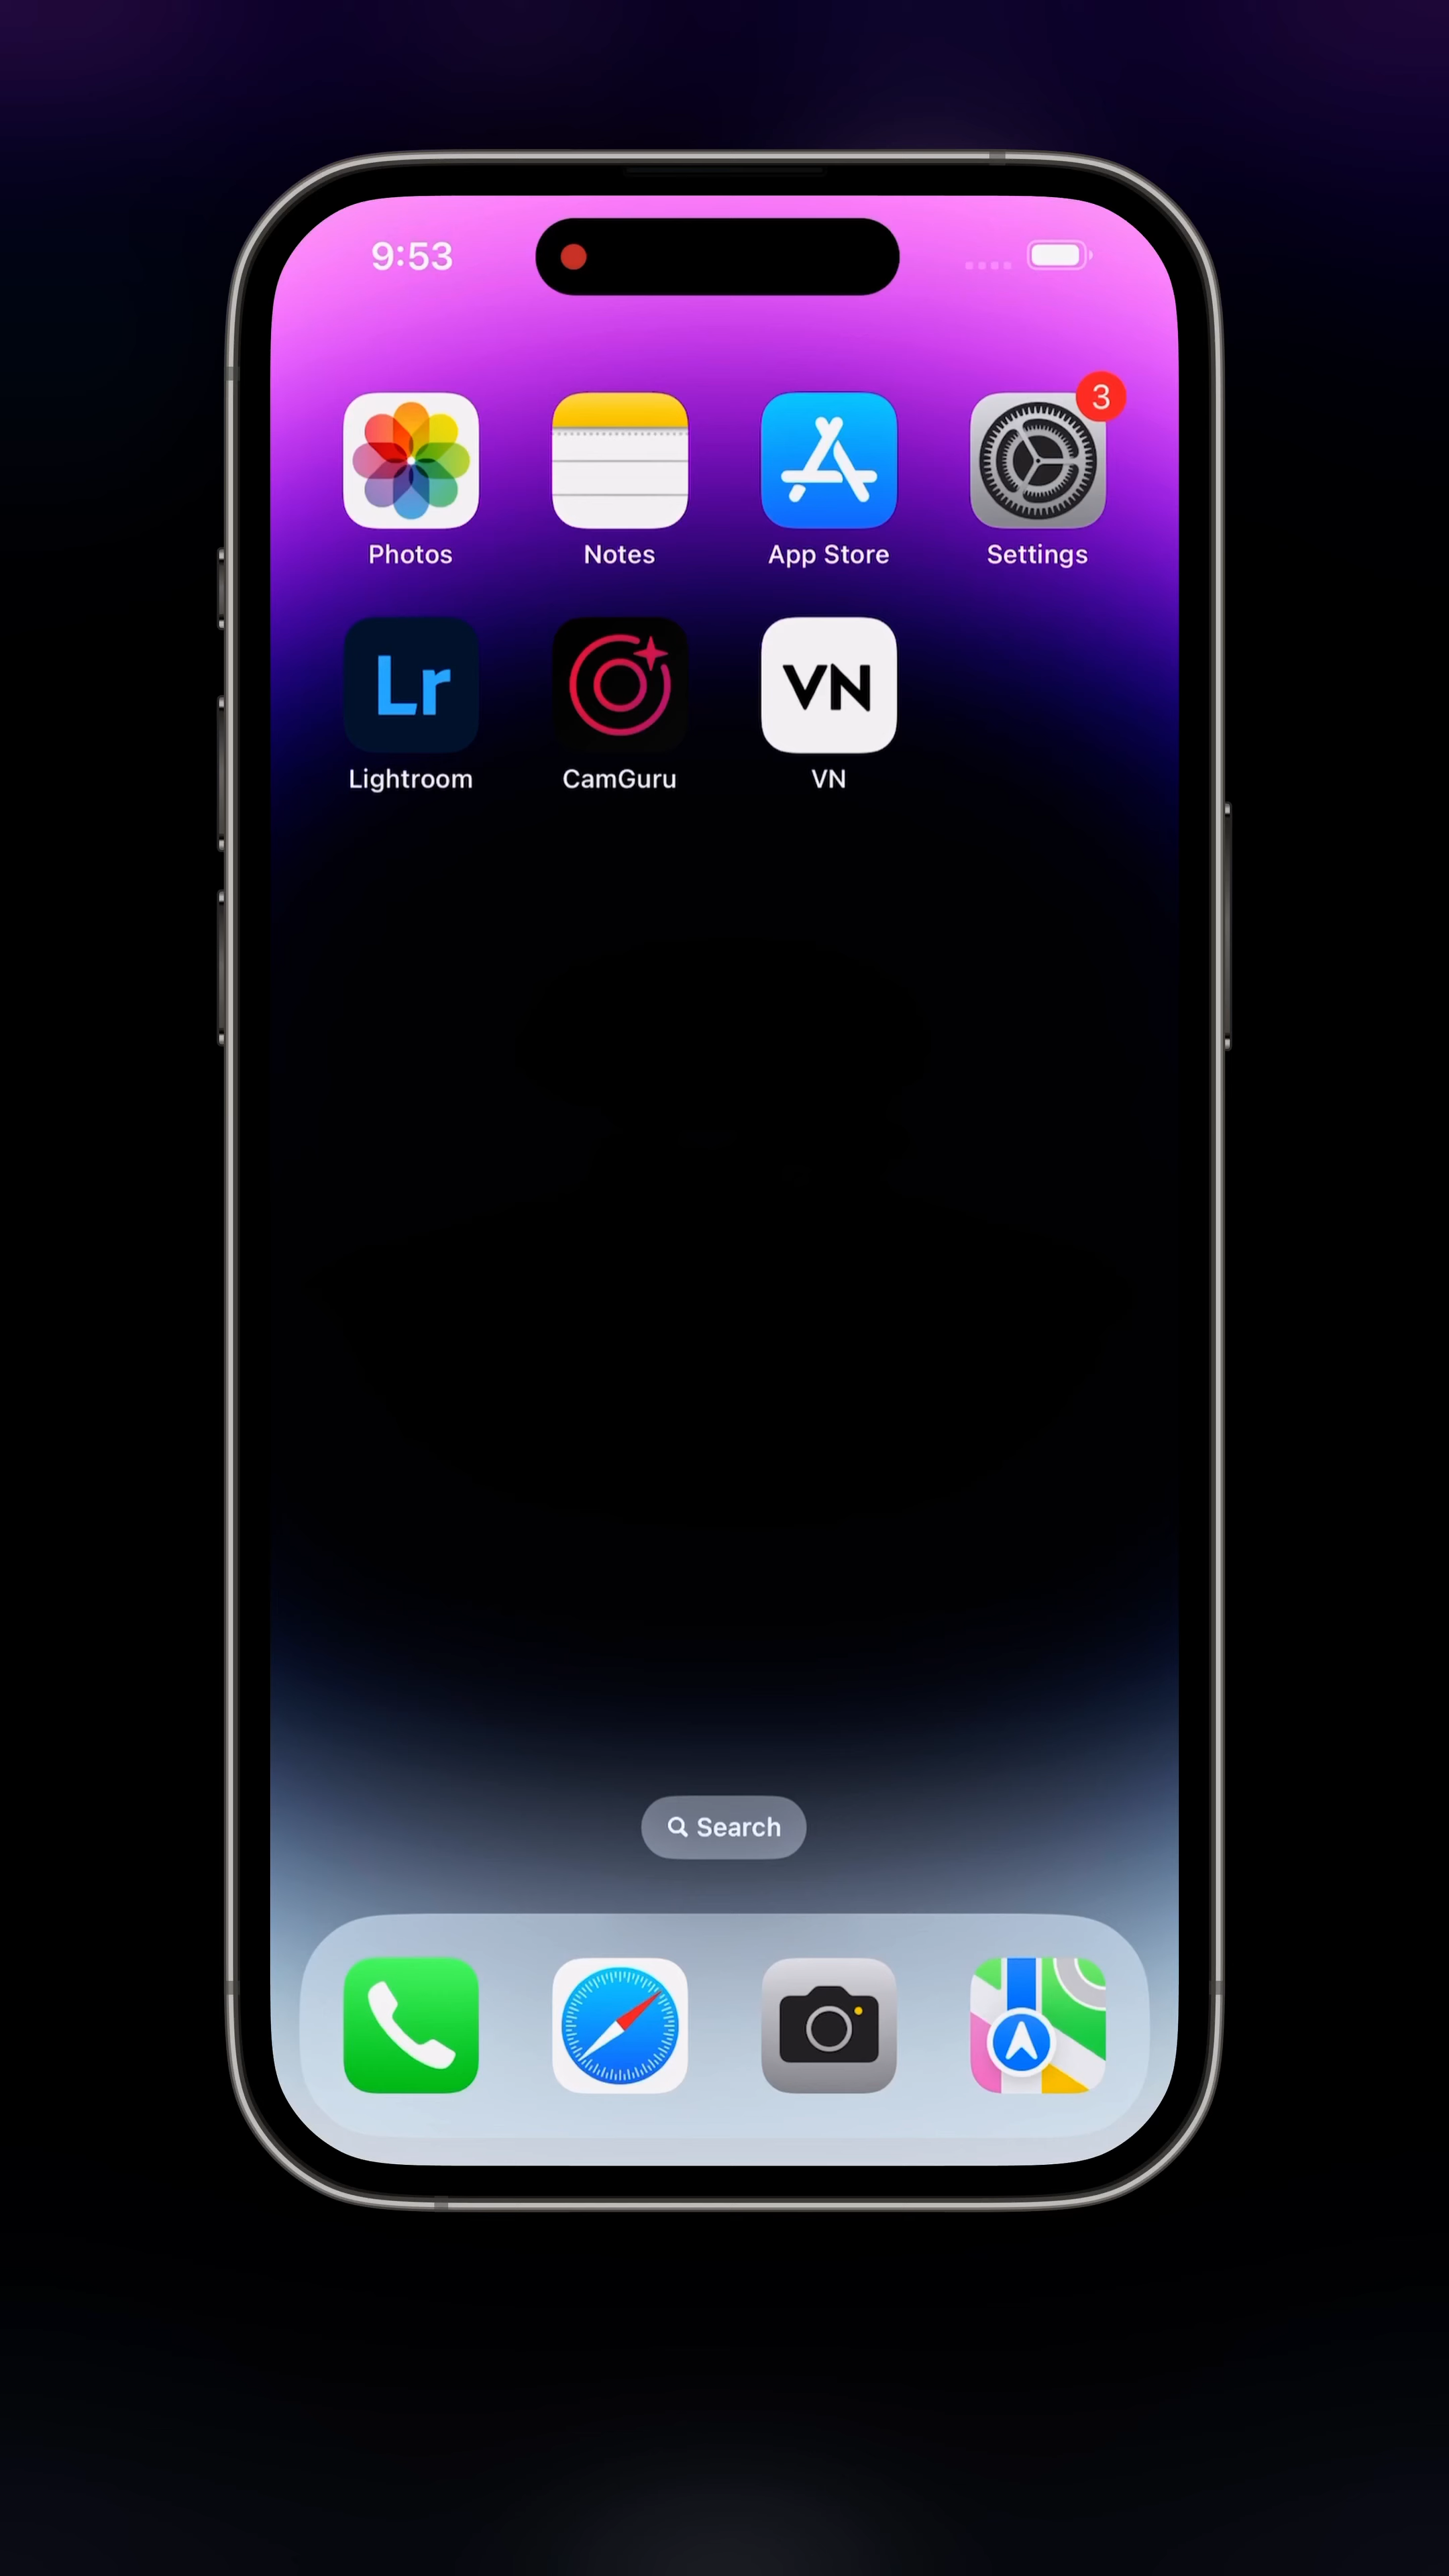 9:53
3
Photos Notes App Store Settings
Lr VN
Lightroom CamGuru VN
Search